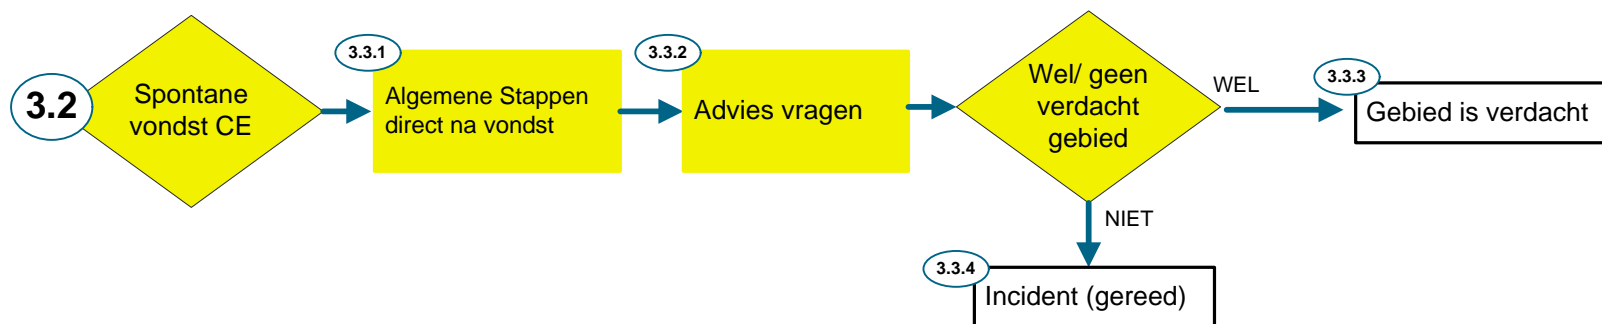 3.2
Spontane
vondst CE
3.3.1
Algemene Stappen
direct na vondst
3.3.2
Advies vragen
Wel/ geen
verdacht
gebied
WEL
3.3.3
Gebied is verdacht
NIET
3.3.4
Incident (gereed)